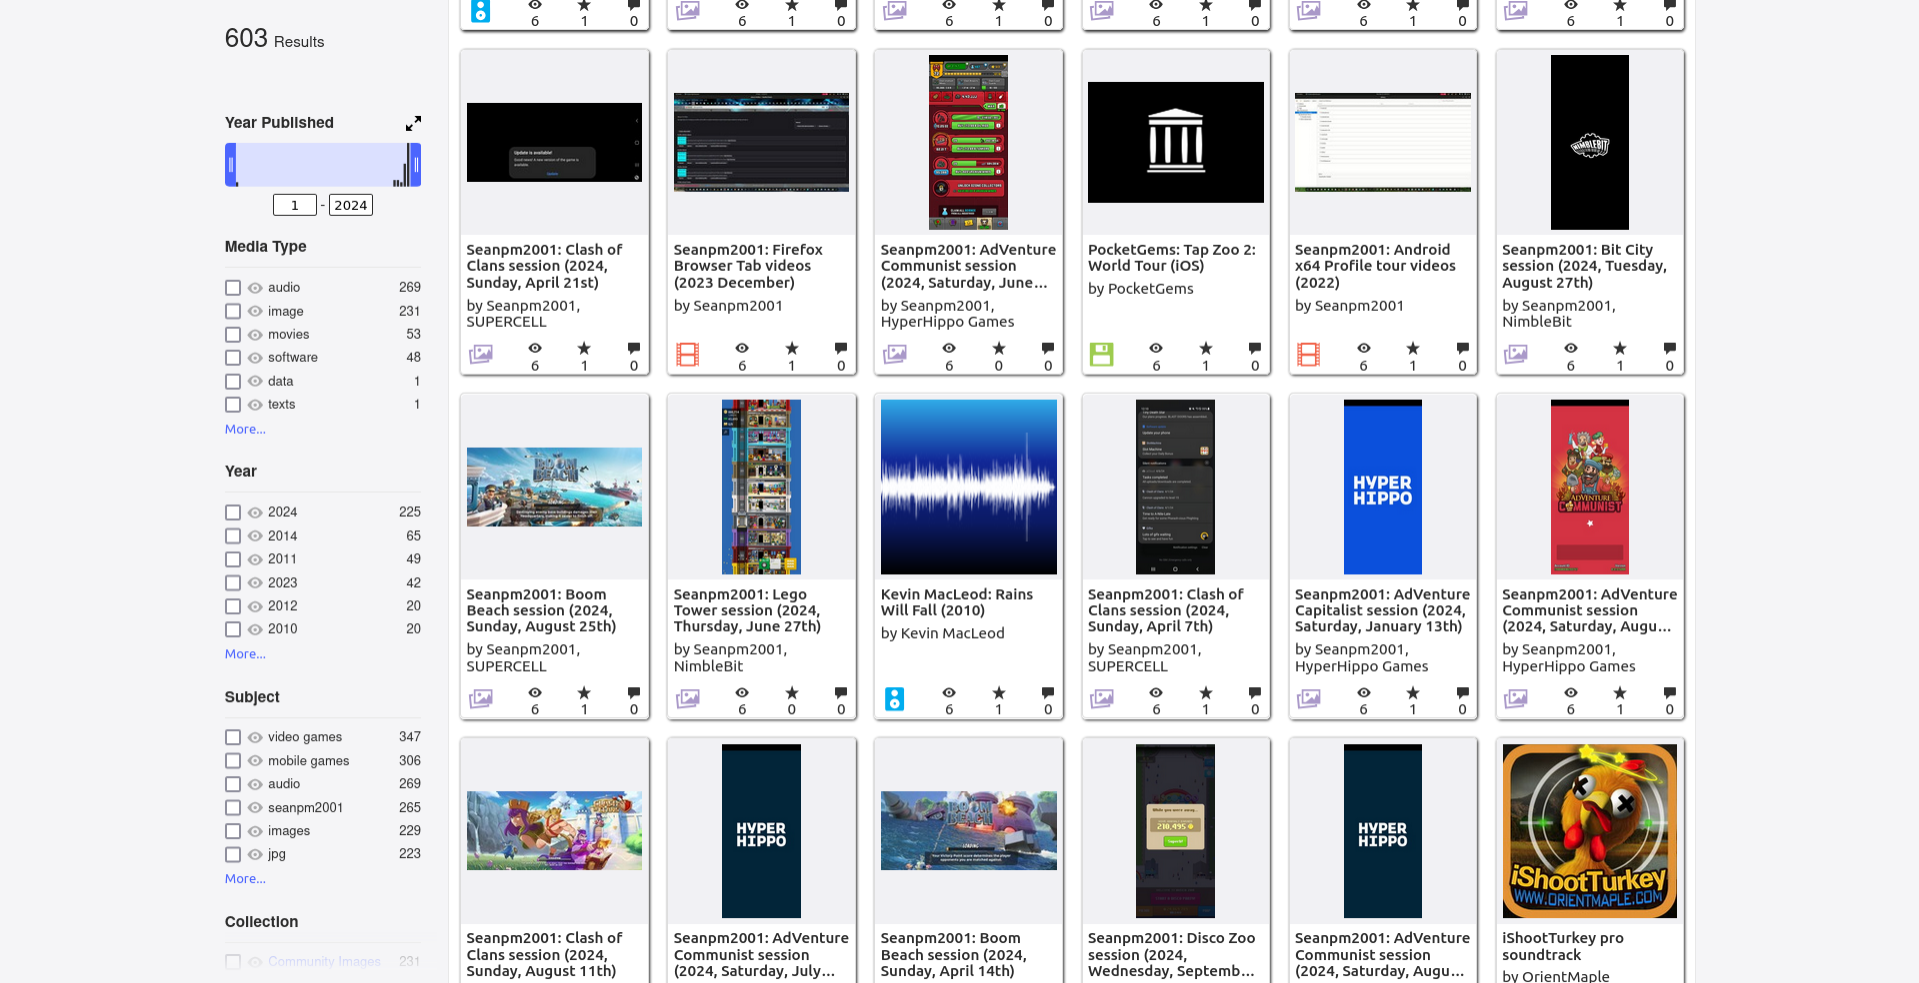 603 Results
Year Published
1 - 2024
Media Type
audio 269
image 231
movies 53
software 48
data 1
texts 1
More...
Year
2024 225
2014 65
2011 49
2023 42
2012 20
2010 20
More...
Subject
video games 347
mobile games 306
audio 269
seanpm2001 265
images 229
jpg 223
More...
Collection
Community Images 231
6 1 0
6 1 0
6 1 0
6 1 0
6 1 0
6 1 0
Update is available!
Update
Seanpm2001: Clash of
Clans session (2024,
Sunday, April 21st)
by Seanpm2001,
SUPERCELL
6 1 0
Seanpm2001: Firefox
Browser Tab videos
(2023 December)
by Seanpm2001
6 1 0
Seanpm2001: AdVenture
Communist session
(2024, Saturday, June...
by Seanpm2001,
HyperHippo Games
6 0 0
PocketGems: Tap Zoo 2:
World Tour (iOS)
by PocketGems
6 1 0
Seanpm2001: Android
x64 Profile tour videos
(2022)
by Seanpm2001
6 1 0
NIMBLEBIT
Seanpm2001: Bit City
session (2024, Tuesday,
August 27th)
by Seanpm2001,
NimbleBit
6 1 0
BOOM
BEACH
Seanpm2001: Boom
Beach session (2024,
Sunday, August 25th)
by Seanpm2001,
SUPERCELL
6 1 0
Seanpm2001: Lego
Tower session (2024,
Thursday, June 27th)
by Seanpm2001,
NimbleBit
6 0 0
Kevin MacLeod: Rains
Will Fall (2010)
by Kevin MacLeod
6 1 0
Seanpm2001: Clash of
Clans session (2024,
Sunday, April 7th)
by Seanpm2001,
SUPERCELL
6 1 0
HYPER
HIPPO
Seanpm2001: AdVenture
Capitalist session (2024,
Saturday, January 13th)
by Seanpm2001,
HyperHippo Games
6 1 0
ADVENTURE
COMMUNIST
Seanpm2001: AdVenture
Communist session
(2024, Saturday, Augu...
by Seanpm2001,
HyperHippo Games
6 1 0
Seanpm2001: Clash of
Clans session (2024,
Sunday, August 11th)
HYPER
HIPPO
Seanpm2001: AdVenture
Communist session
(2024, Saturday, July...
BOOM
BEACH
LOADING
Seanpm2001: Boom
Beach session (2024,
Sunday, April 14th)
While you were away...
210,495
Seanpm2001: Disco Zoo
session (2024,
Wednesday, Septemb...
HYPER
HIPPO
Seanpm2001: AdVenture
Communist session
(2024, Saturday, Augu...
iShootTurkey
WWW.ORIENTMAPLE.COM
iShootTurkey pro
soundtrack
by OrientMaple